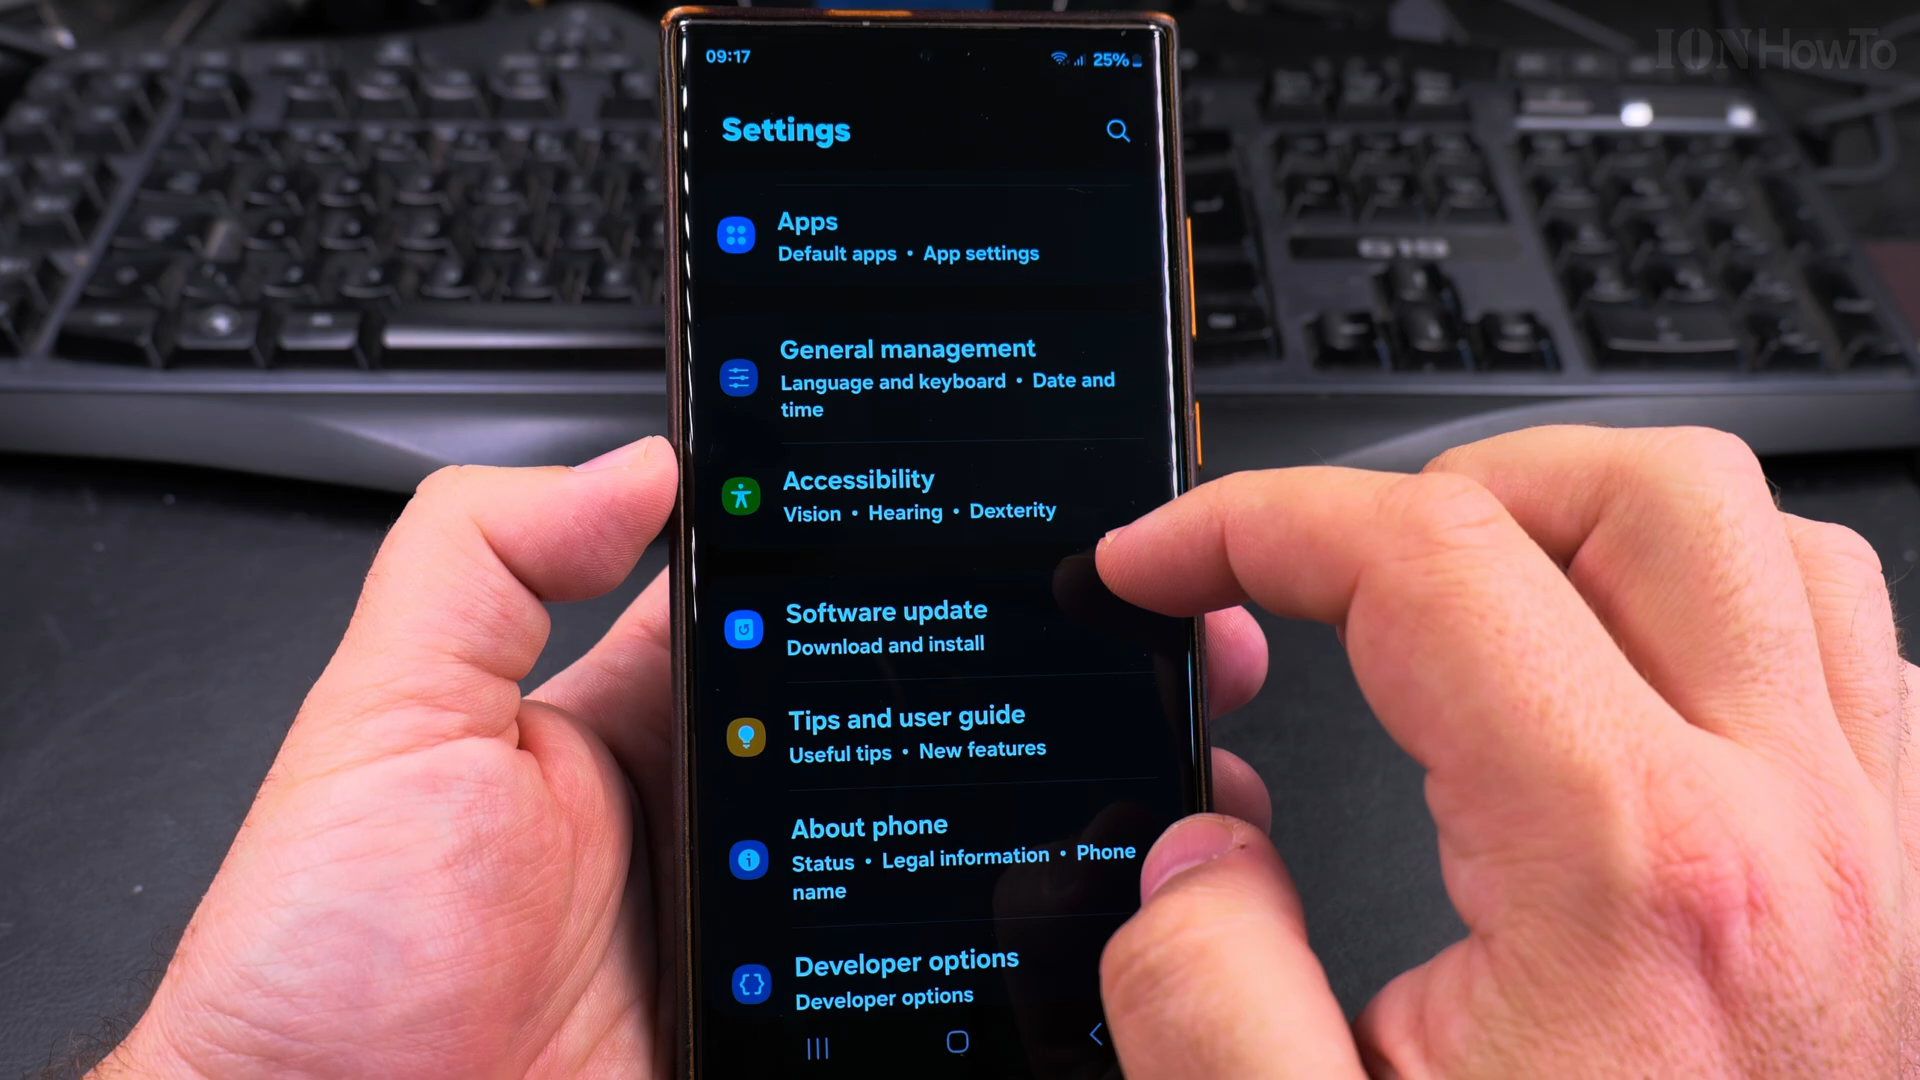 IONHowTo
09:17
25%
Settings
Apps
Default apps • App settings
General management
Language and keyboard • Date and
time
Accessibility
Vision • Hearing • Dexterity
Software update
Download and install
Tips and user guide
Useful tips • New features
About phone
Status • Legal information • Phone
name
Developer options
Developer options
G19